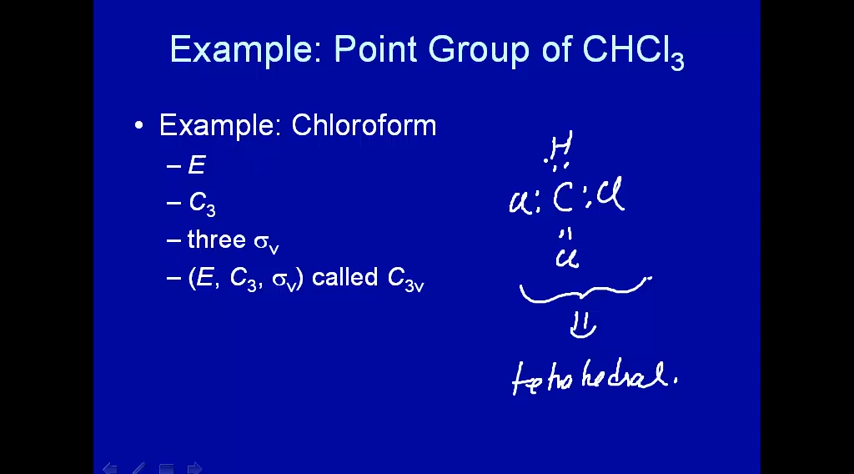 Example: Point Group of CHCl3
• Example: Chloroform
– E
– C3
– three σv
– (E, C3, σv) called C3v
H
Cl : C : Cl
Cl
tetrahedral.